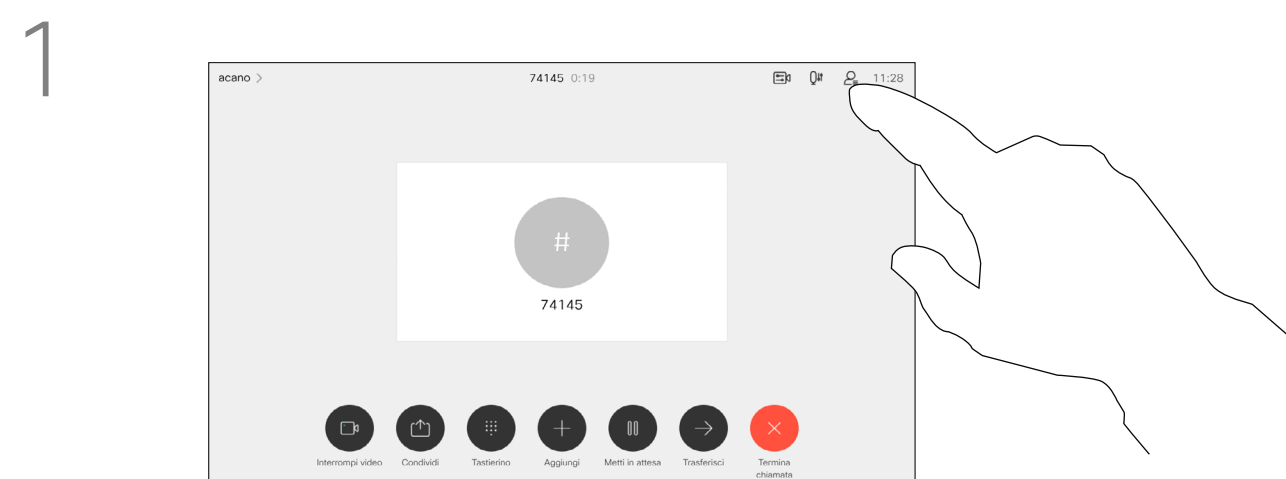 1
acano >
74145 0:19
11:28
#
74145
Interrompi video
Condividi
Tastierino
Aggiungi
Metti in attesa
Trasferisci
Termina
chiamata